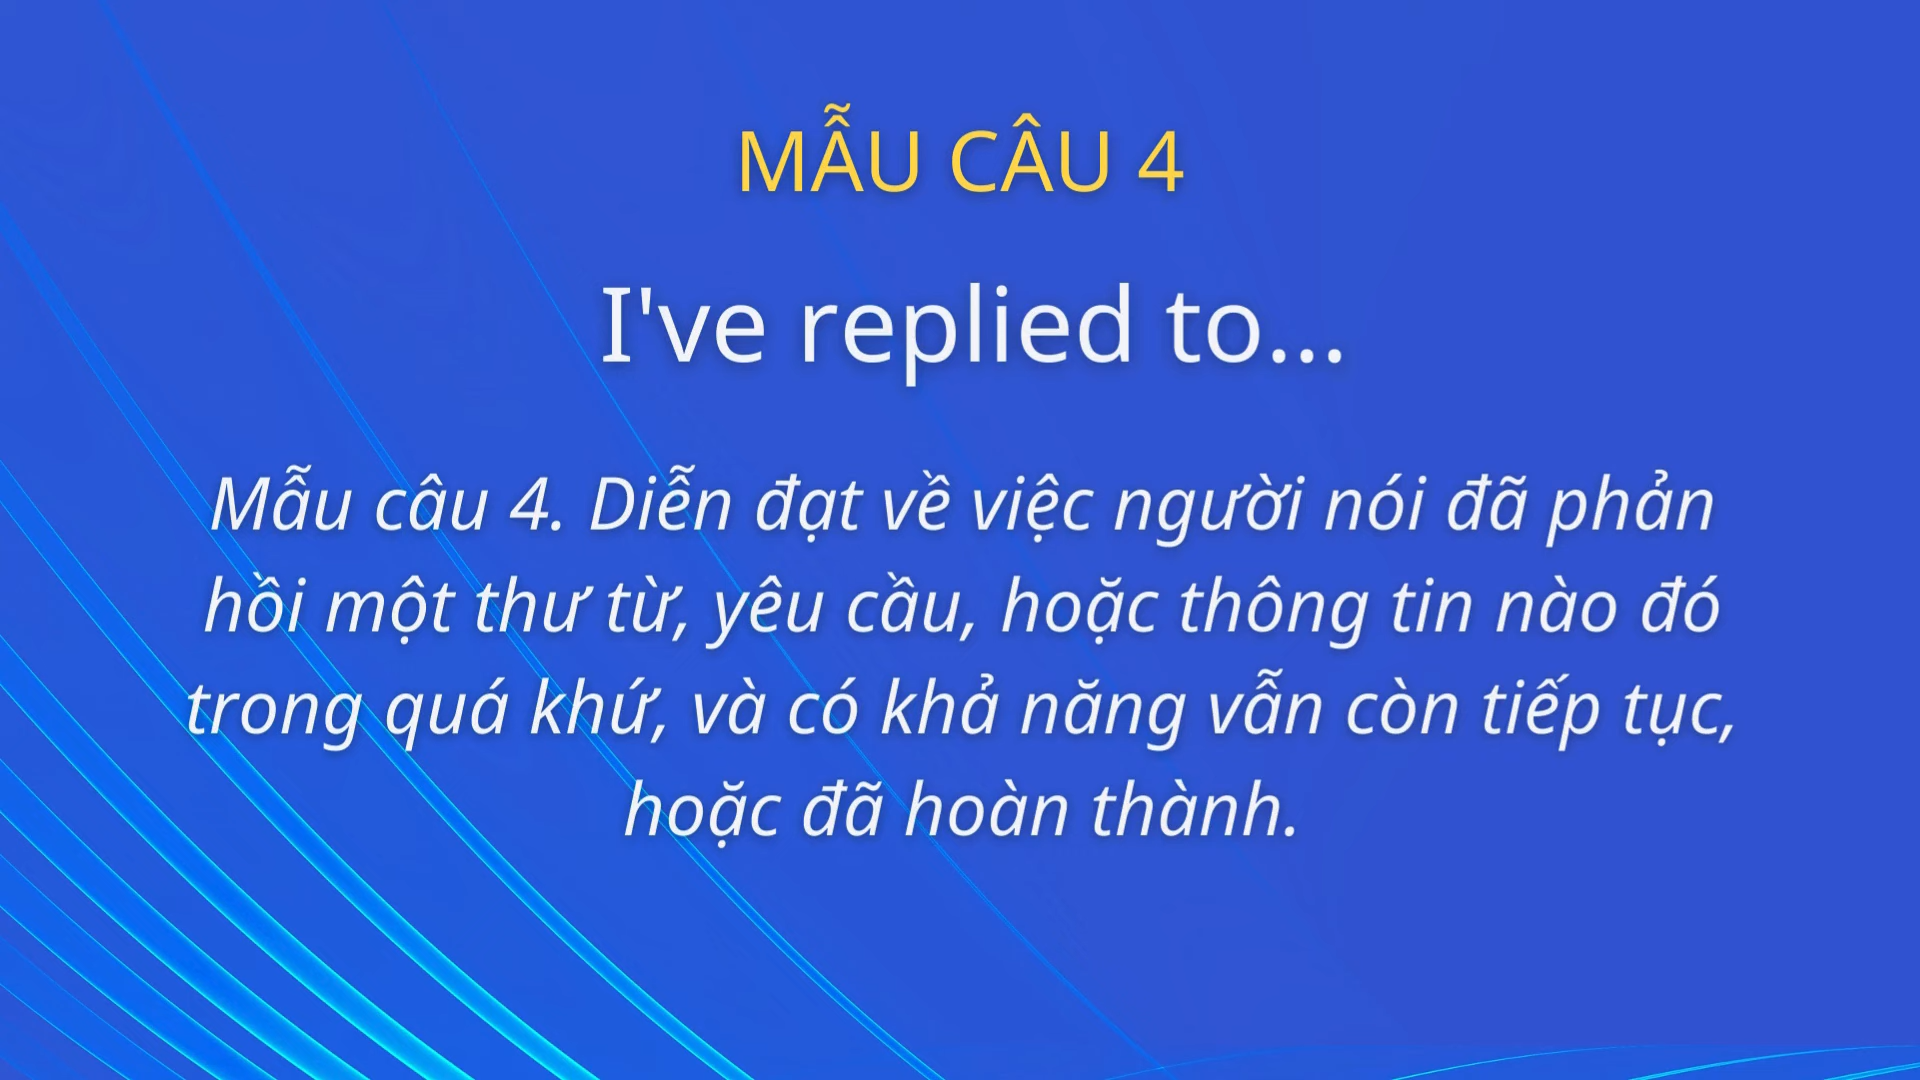 MẪU CÂU 4
I've replied to...
Mẫu câu 4. Diễn đạt về việc người nói đã phản
hồi một thư từ, yêu cầu, hoặc thông tin nào đó
trong quá khứ, và có khả năng vẫn còn tiếp tục,
hoặc đã hoàn thành.